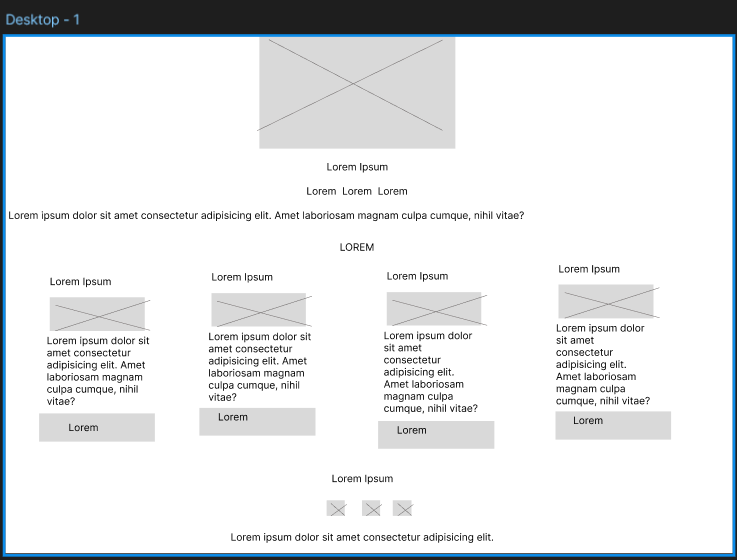 Desktop - 1
Lorem Ipsum
Lorem Lorem Lorem
Lorem ipsum dolor sit amet consectetur adipisicing elit. Amet laboriosam magnam culpa cumque, nihil vitae?
LOREM
Lorem Ipsum
Lorem ipsum dolor sit
amet consectetur
adipisicing elit. Amet
laboriosam magnam
culpa cumque, nihil
vitae?
Lorem
Lorem Ipsum
Lorem ipsum dolor sit
amet consectetur
adipisicing elit. Amet
laboriosam magnam
culpa cumque, nihil
vitae?
Lorem
Lorem Ipsum
Lorem ipsum dolor
sit amet
consectetur
adipisicing elit.
Amet laboriosam
magnam culpa
cumque, nihil vitae?
Lorem
Lorem Ipsum
Lorem ipsum dolor
sit amet
consectetur
adipisicing elit.
Amet laboriosam
magnam culpa
cumque, nihil vitae?
Lorem
Lorem Ipsum
Lorem ipsum dolor sit amet consectetur adipisicing elit.